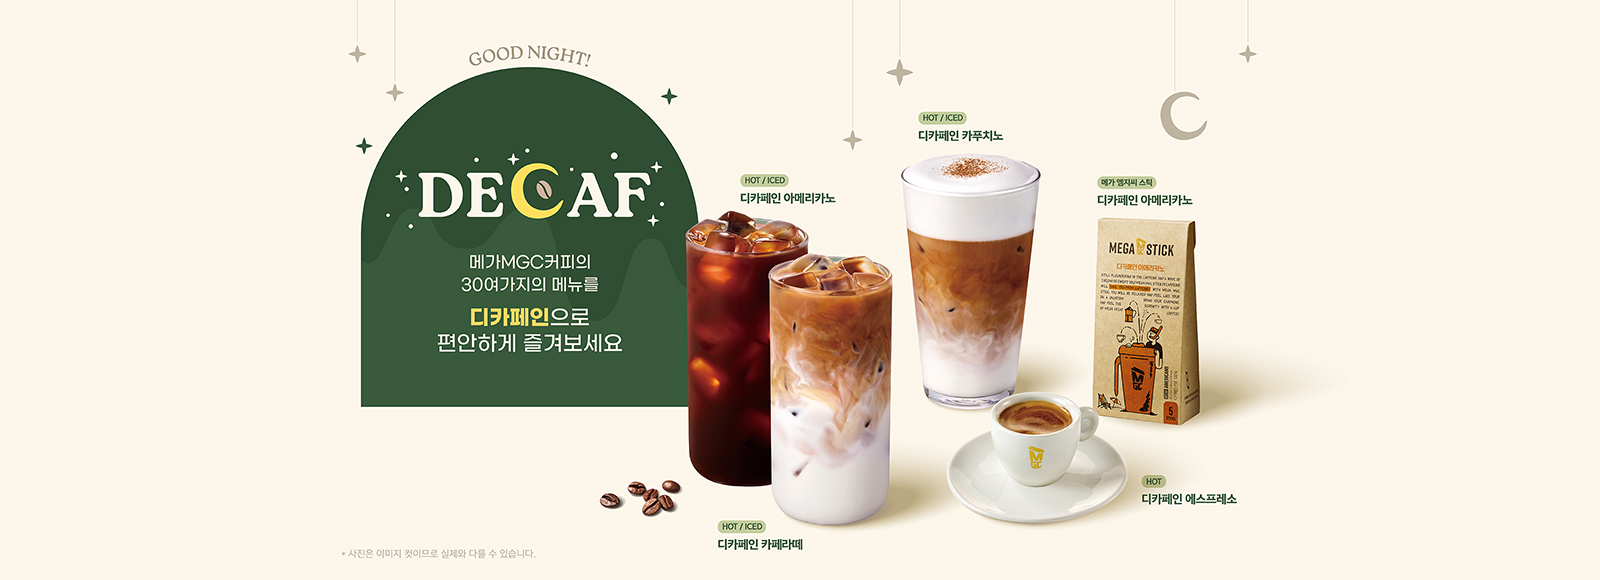 GOOD NIGHT!
DECAF
메가MGC커피의
30여가지의 메뉴를
디카페인으로
편안하게 즐겨보세요
HOT / ICED
디카페인 아메리카노
HOT / ICED
디카페인 카페라떼
HOT / ICED
디카페인 카푸치노
메가 엠지씨 스틱
디카페인 아메리카노
MEGA STICK
디카페인 아메리카노
MGC
AMERICANO
5
MGC
HOT
디카페인 에스프레소
* 사진은 이미지 컷이므로 실제와 다를 수 있습니다.